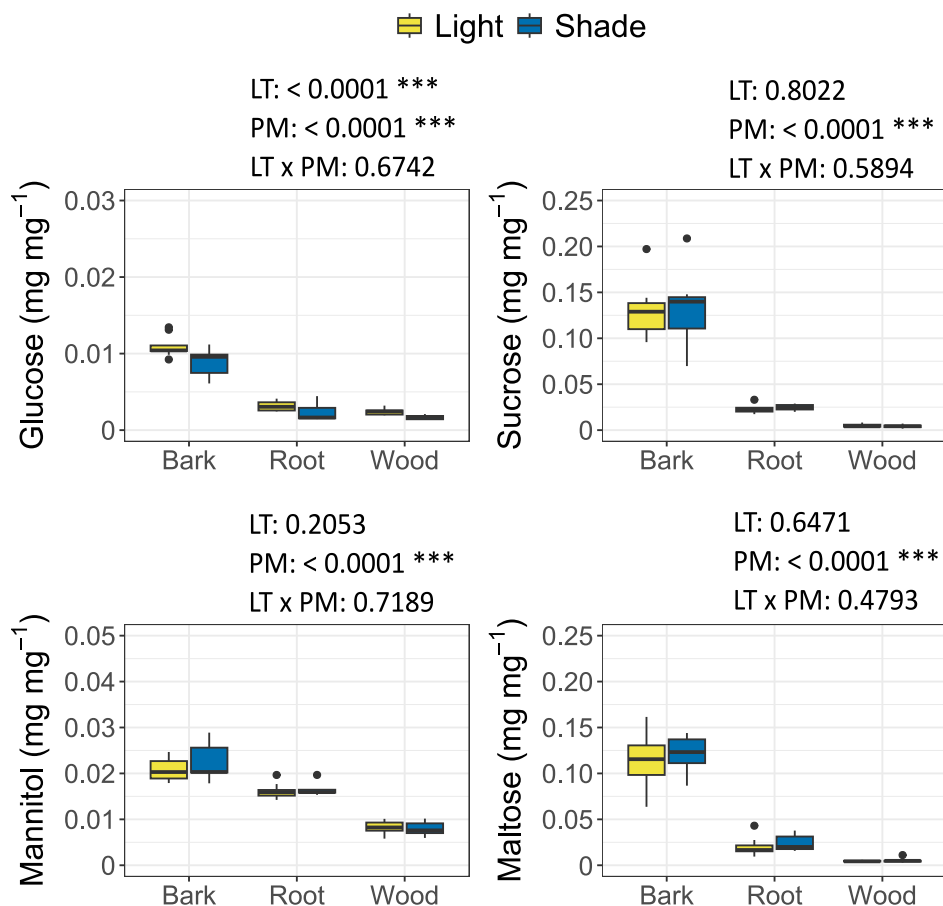 Light Shade
LT: < 0.0001 ***
PM: < 0.0001 ***
LT x PM: 0.6742
Glucose (mg mg⁻¹)
0.03
0.02
0.01
0
Bark Root Wood
LT: 0.8022
PM: < 0.0001 ***
LT x PM: 0.5894
Sucrose (mg mg⁻¹)
0.25
0.20
0.15
0.10
0.05
0
Bark Root Wood
LT: 0.2053
PM: < 0.0001 ***
LT x PM: 0.7189
Mannitol (mg mg⁻¹)
0.05
0.04
0.03
0.02
0.01
0
Bark Root Wood
LT: 0.6471
PM: < 0.0001 ***
LT x PM: 0.4793
Maltose (mg mg⁻¹)
0.25
0.20
0.15
0.10
0.05
0
Bark Root Wood